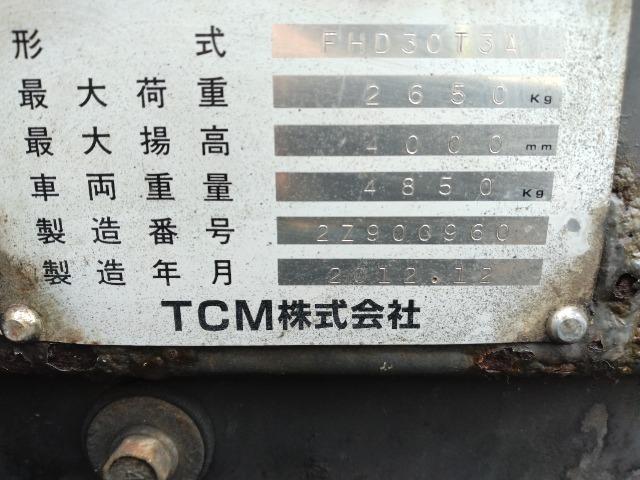 形式 FHD30T3A
最大荷重 2650 Kg
最大揚高 4000 mm
車両重量 4850 Kg
製造番号 2Z900960
製造年月 2012.12
TCM株式会社